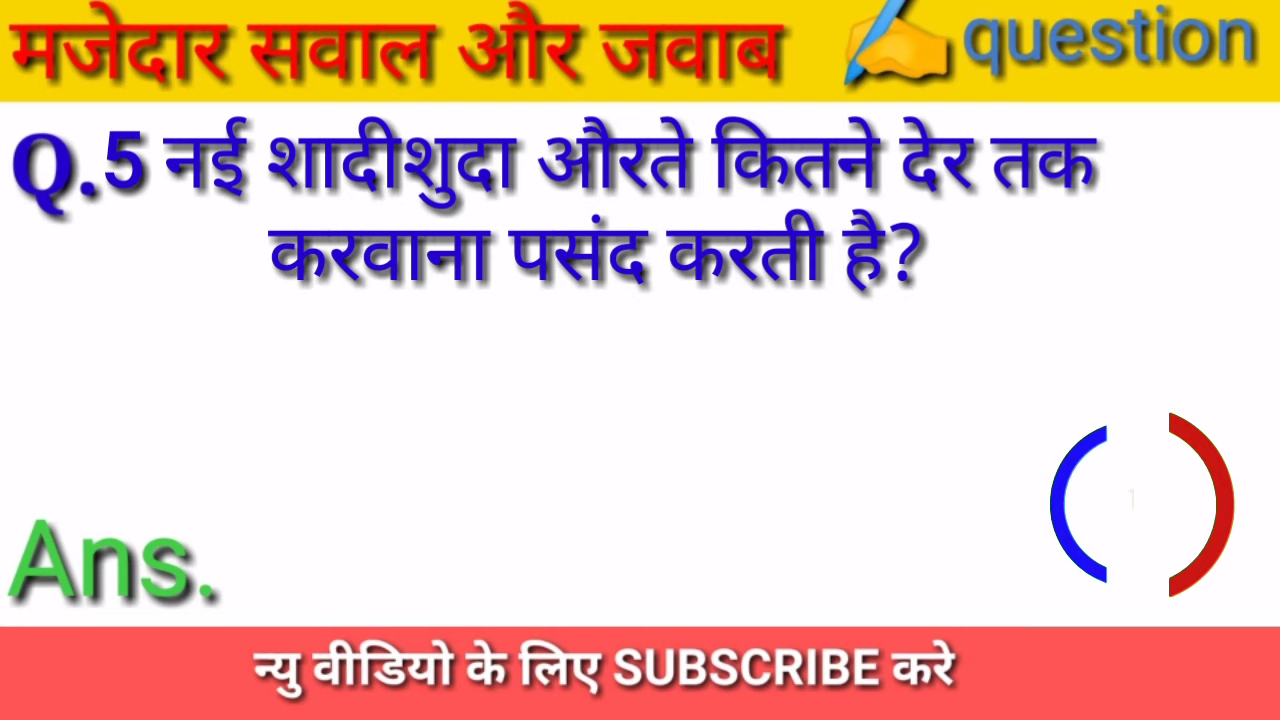 मजेदार सवाल और जवाब question
Q.5 नई शादीशुदा औरते कितने देर तक
करवाना पसंद करती है?
Ans.
न्यु वीडियो के लिए SUBSCRIBE करे